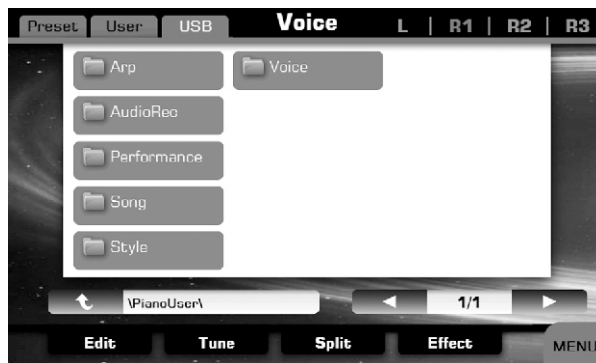 Preset User USB Voice L | R1 | R2 | R3
Arp Voice
AudioRec
Performance
Song
Style
\PianoUser\ 1/1
Edit Tune Split Effect MENU